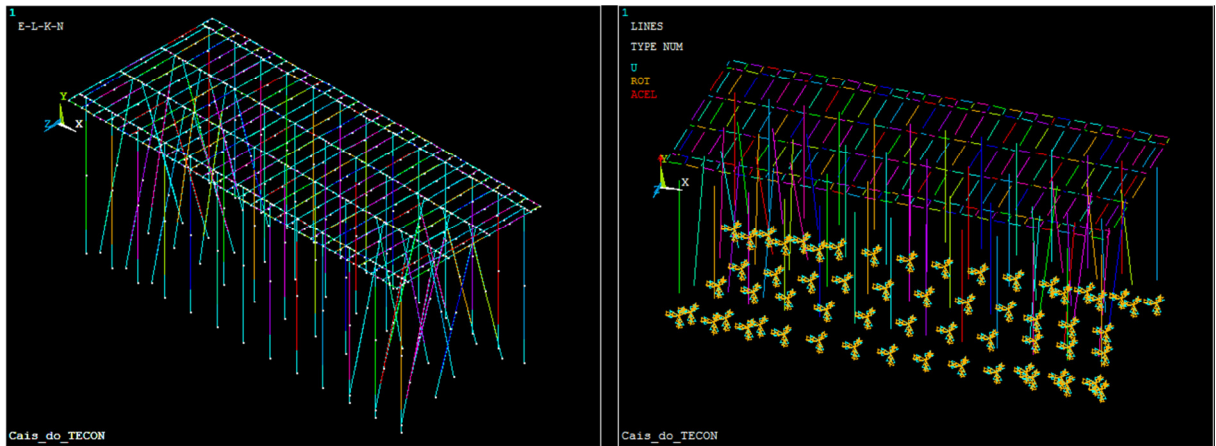 1
E-L-K-N
Y
Z
X
Cais_do_TECON
1
LINES
TYPE NUM
U
ROT
ACEL
Y
Z
X
Cais_do_TECON